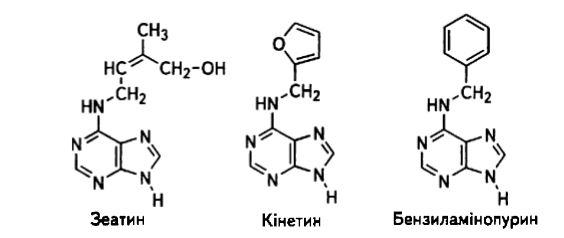 CH₃
HC CH₂–OH
CH₂
HN
N N
N N
H
Зеатин
O
CH₂
HN
N N
N N
H
Кінетин
CH₂
HN
N N
N N
H
Бензиламінопурин